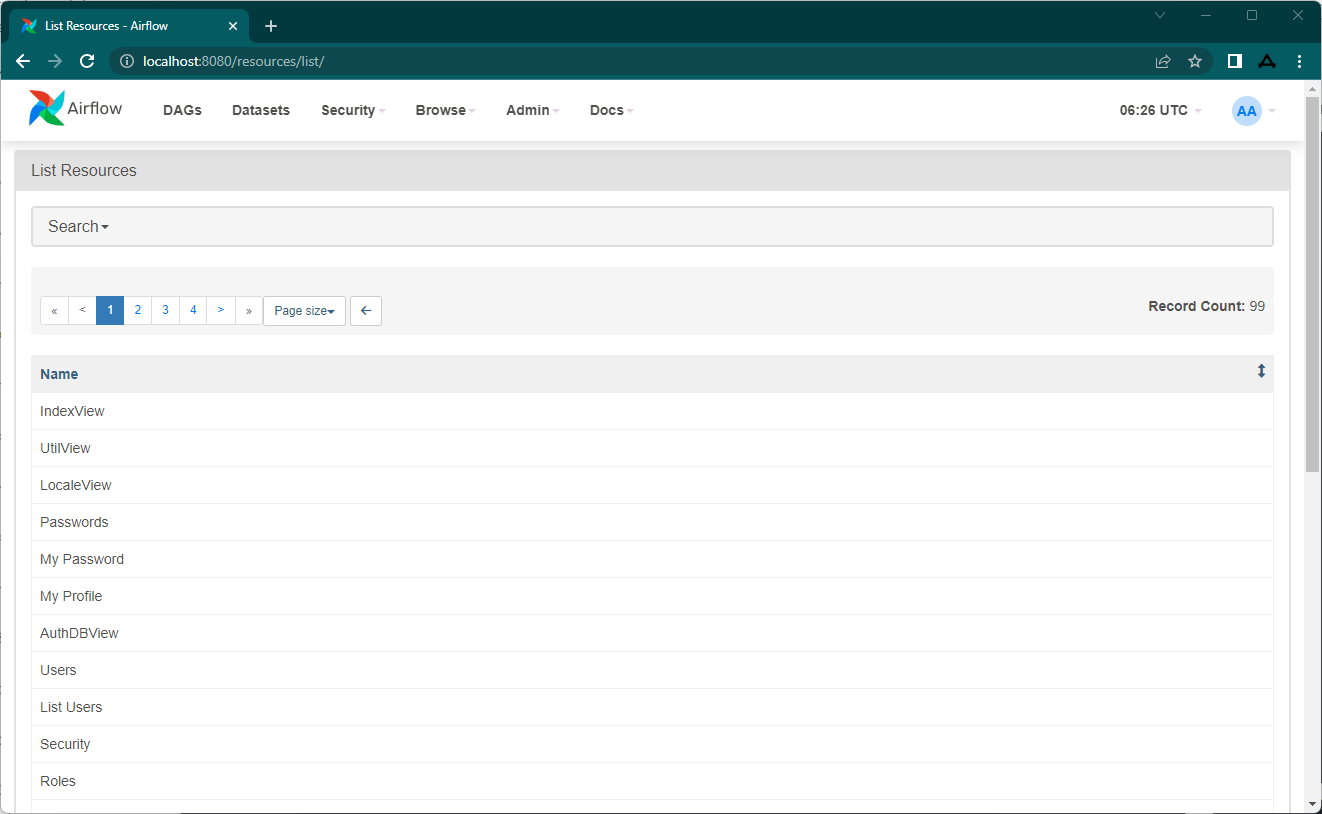 List Resources - Airflow
localhost:8080/resources/list/
Airflow DAGs Datasets Security Browse Admin Docs 06:26 UTC AA
List Resources
Search
« < 1 2 3 4 > » Page size Record Count: 99
Name
IndexView
UtilView
LocaleView
Passwords
My Password
My Profile
AuthDBView
Users
List Users
Security
Roles